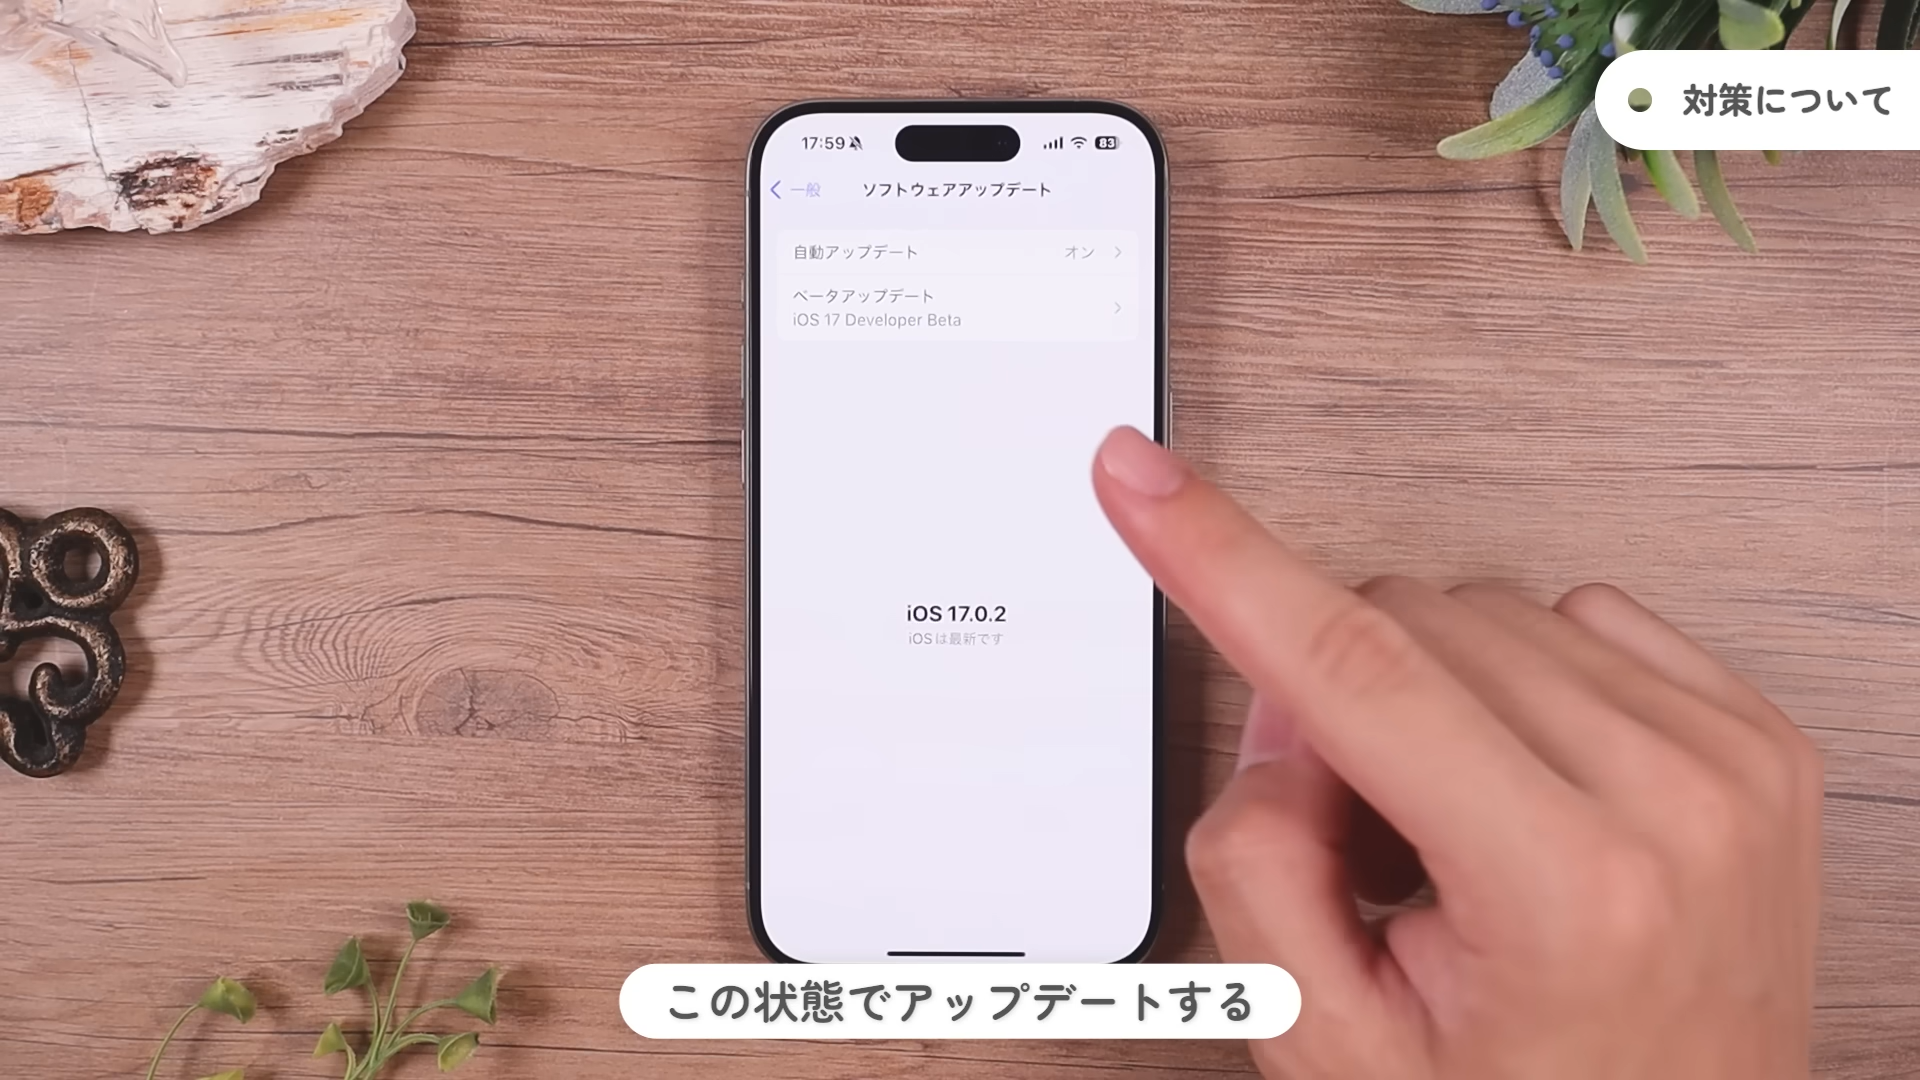 対策について
17:59
83
一般
ソフトウェアアップデート
自動アップデート オン
ベータアップデート
iOS 17 Developer Beta
iOS 17.0.2
iOSは最新です
この状態でアップデートする